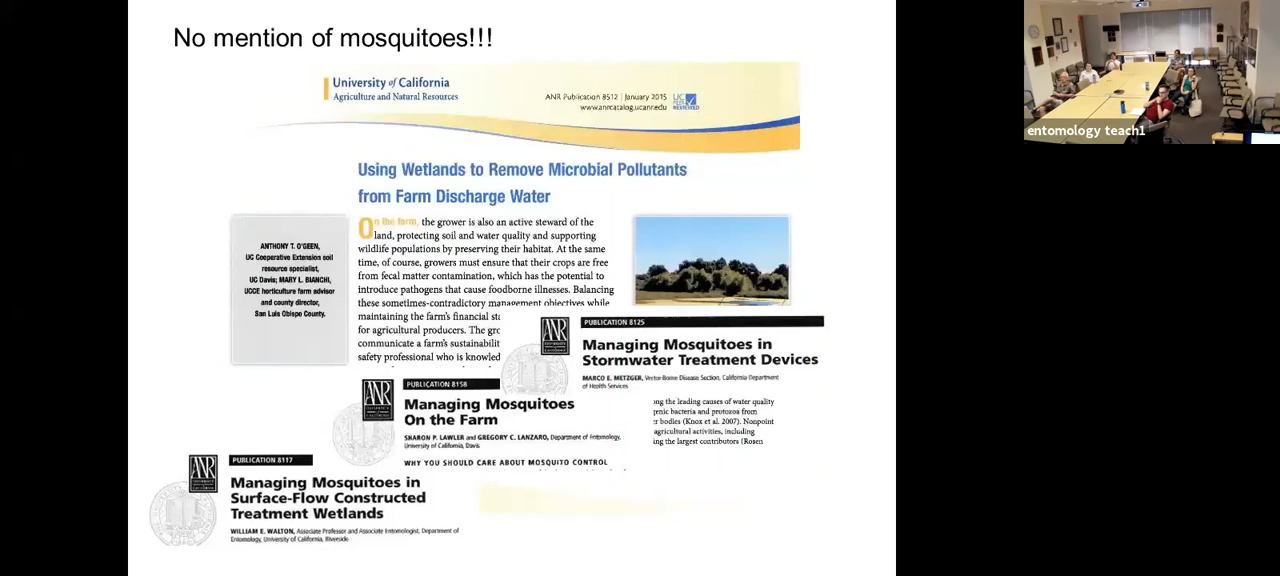 No mention of mosquitoes!!!
University of California
Agriculture and Natural Resources
ANR Publication 8512 | January 2015
www.anrcatalog.ucanr.edu
Using Wetlands to Remove Microbial Pollutants
from Farm Discharge Water
ANTHONY T. O'GEEN,
UC Cooperative Extension soil
resource specialist,
UC Davis; MARY L. BIANCHI,
UCCE horticulture farm advisor
and county director,
San Luis Obispo County.
On the farm, the grower is also an active steward of the
land, protecting soil and water quality and supporting
wildlife populations by preserving their habitat. At the same
time, of course, growers must ensure that their crops are free
from fecal matter contamination, which has the potential to
introduce pathogens that cause foodborne illnesses. Balancing
these sometimes-contradictory management objectives while
maintaining the farm's financial
for agricultural producers. The
communicate a farm's
safety professional who is
PUBLICATION 8125
ANR
Managing Mosquitoes in
Stormwater Treatment Devices
MARCO E. METZGER, Vector-Borne Disease Section, California Department
of Health Services
the leading causes of water quality
bacteria and protozoa from
bodies (Knox et al. 2007). Nonpoint
agricultural activities, including
the largest contributors (Rosen
PUBLICATION 8158
ANR
Managing Mosquitoes
On the Farm
SHARON P. LAWLER and GREGORY C. LANZARO, Department of Entomology,
University of California, Davis
WHY YOU SHOULD CARE ABOUT MOSQUITO CONTROL
PUBLICATION 8117
ANR
Managing Mosquitoes in
Surface-Flow Constructed
Treatment Wetlands
WILLIAM E. WALTON, Associate Professor and Associate Entomologist, Department of
Entomology, University of California, Riverside
entomology teach1